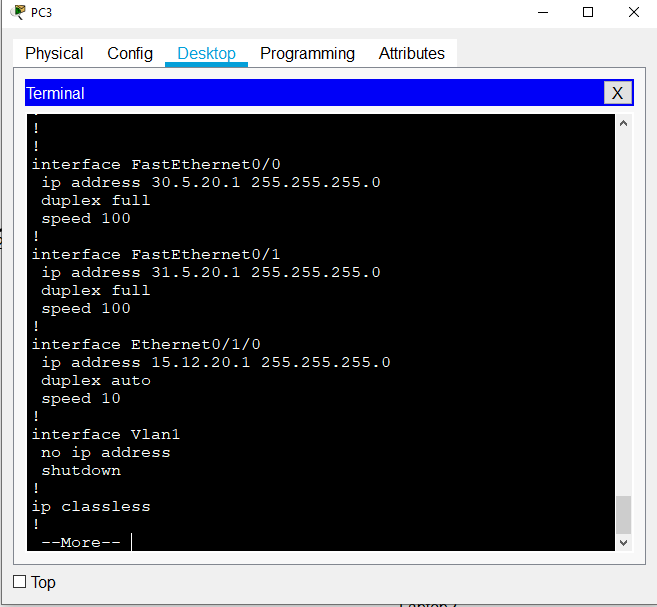 PC3
Physical Config Desktop Programming Attributes
Terminal X
!
!
interface FastEthernet0/0
ip address 30.5.20.1 255.255.255.0
duplex full
speed 100
!
interface FastEthernet0/1
ip address 31.5.20.1 255.255.255.0
duplex full
speed 100
!
interface Ethernet0/1/0
ip address 15.12.20.1 255.255.255.0
duplex auto
speed 10
!
interface Vlan1
no ip address
shutdown
!
ip classless
!
--More--
Top